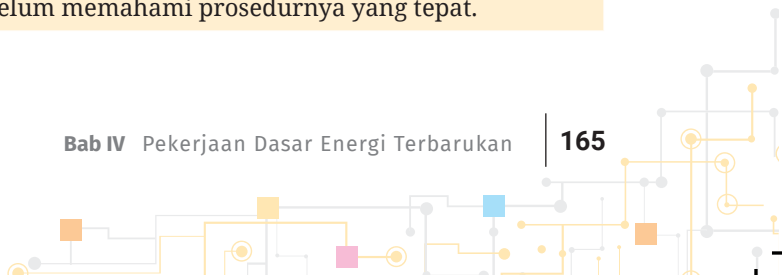 elum memahami prosedurnya yang tepat.
Bab IV Pekerjaan Dasar Energi Terbarukan 165